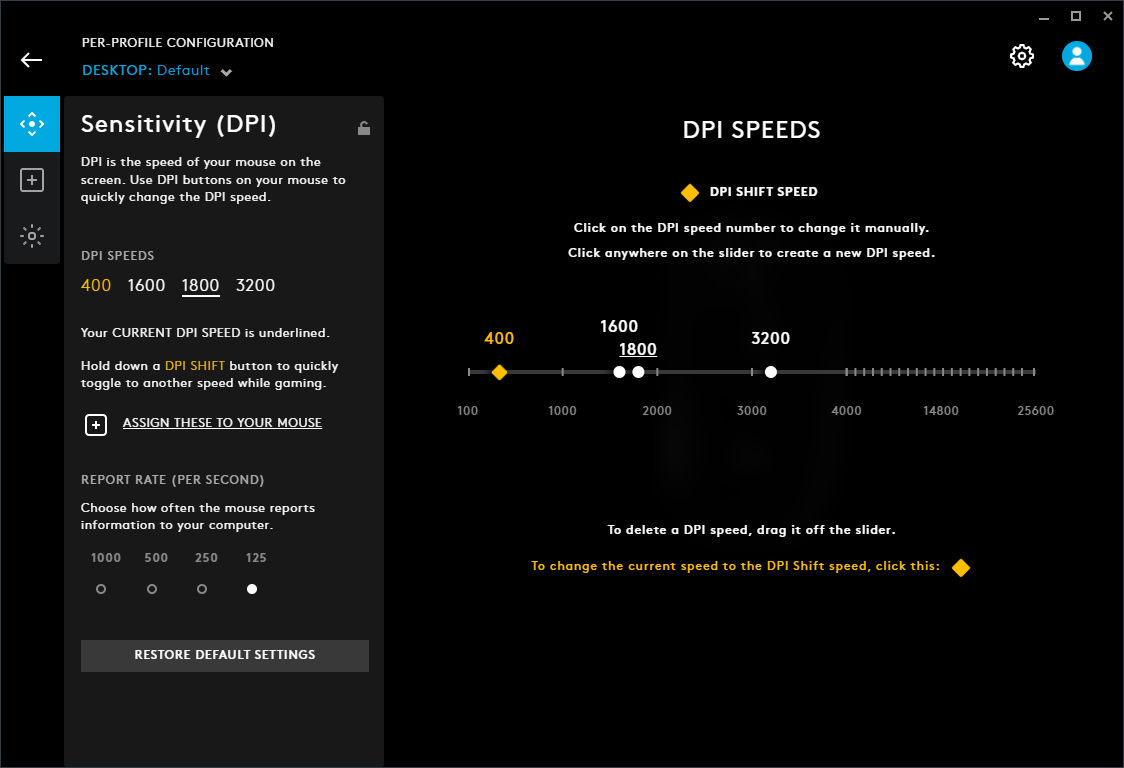 PER-PROFILE CONFIGURATION
DESKTOP: Default
Sensitivity (DPI)
DPI is the speed of your mouse on the
screen. Use DPI buttons on your mouse to
quickly change the DPI speed.
DPI SPEEDS
400 1600 1800 3200
Your CURRENT DPI SPEED is underlined.
Hold down a DPI SHIFT button to quickly
toggle to another speed while gaming.
ASSIGN THESE TO YOUR MOUSE
REPORT RATE (PER SECOND)
Choose how often the mouse reports
information to your computer.
1000 500 250 125
RESTORE DEFAULT SETTINGS
DPI SPEEDS
DPI SHIFT SPEED
Click on the DPI speed number to change it manually.
Click anywhere on the slider to create a new DPI speed.
1600
400 3200
1800
100 1000 2000 3000 4000 14800 25600
To delete a DPI speed, drag it off the slider.
To change the current speed to the DPI Shift speed, click this: